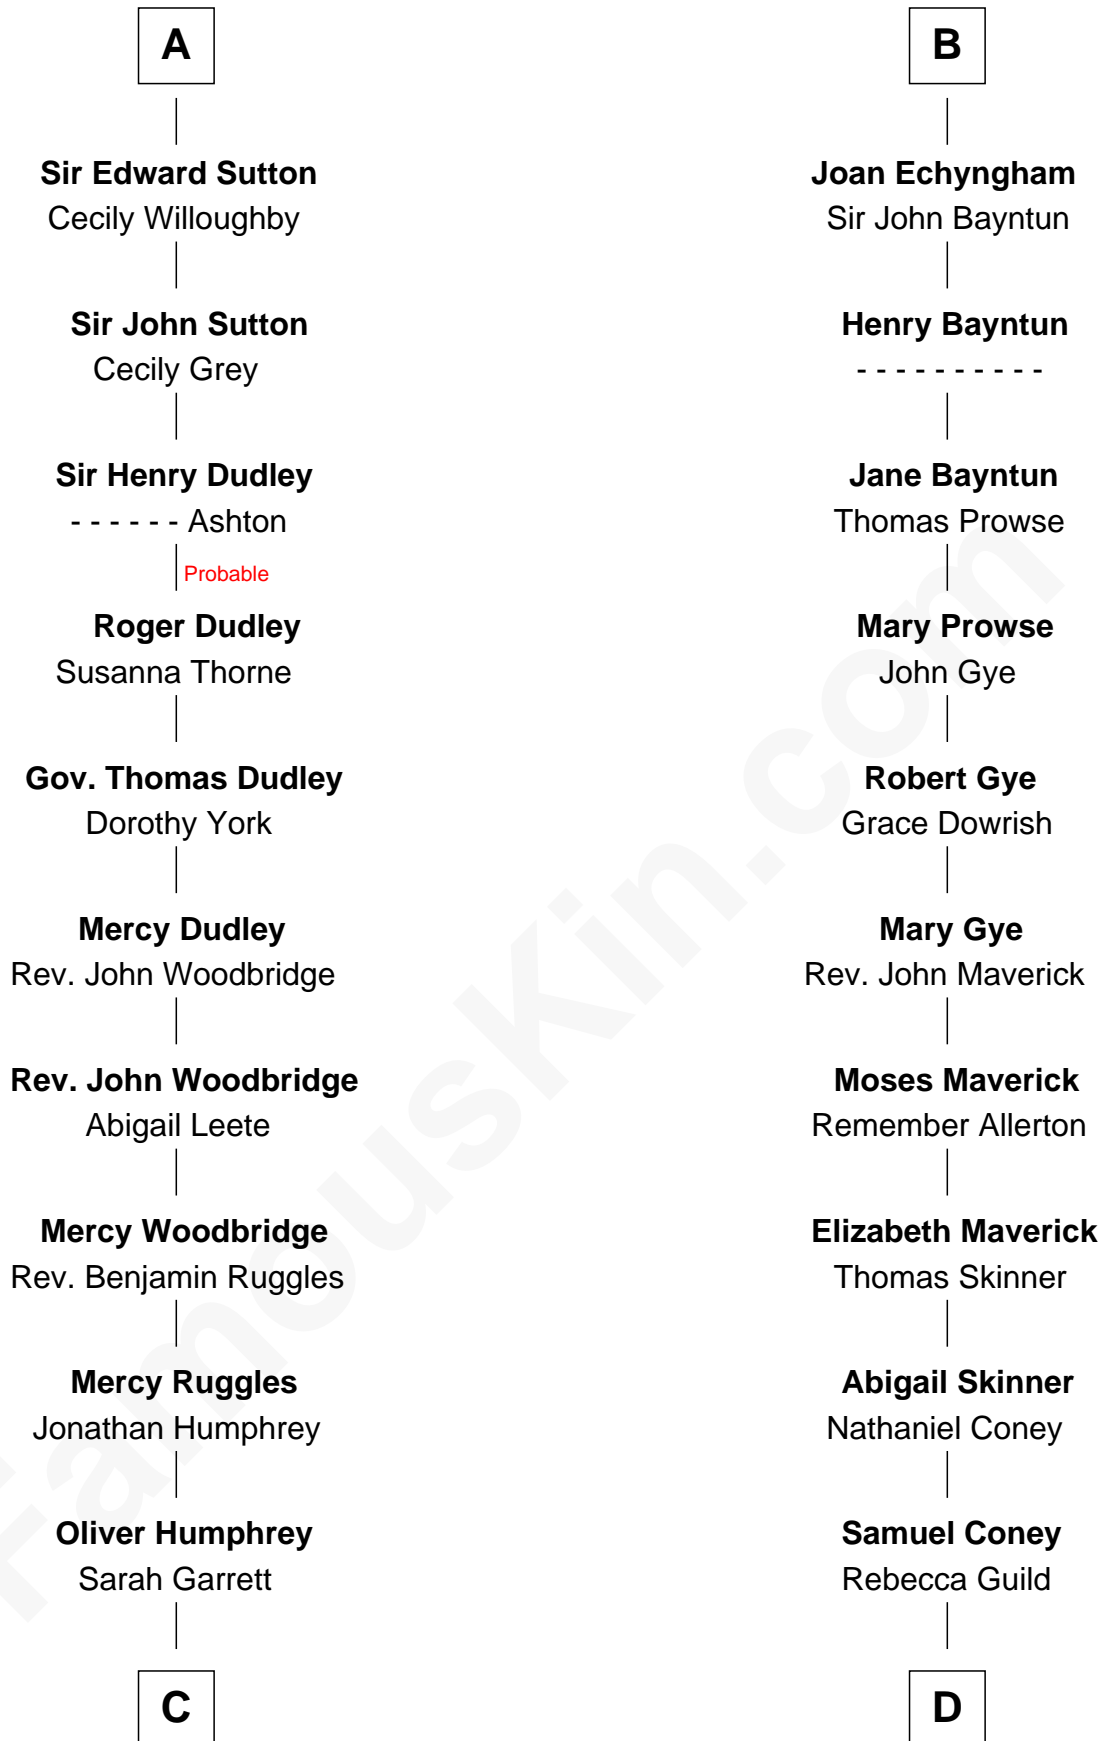 A
Sir Edward Sutton
Cecily Willoughby
Sir John Sutton
Cecily Grey
Sir Henry Dudley
- - - - - - Ashton
Probable
Roger Dudley
Susanna Thorne
Gov. Thomas Dudley
Dorothy York
Mercy Dudley
Rev. John Woodbridge
Rev. John Woodbridge
Abigail Leete
Mercy Woodbridge
Rev. Benjamin Ruggles
Mercy Ruggles
Jonathan Humphrey
Oliver Humphrey
Sarah Garrett
C
B
Joan Echyngham
Sir John Bayntun
Henry Bayntun
- - - - - - - - - -
Jane Bayntun
Thomas Prowse
Mary Prowse
John Gye
Robert Gye
Grace Dowrish
Mary Gye
Rev. John Maverick
Moses Maverick
Remember Allerton
Elizabeth Maverick
Thomas Skinner
Abigail Skinner
Nathaniel Coney
Samuel Coney
Rebecca Guild
D
FamousKin.com